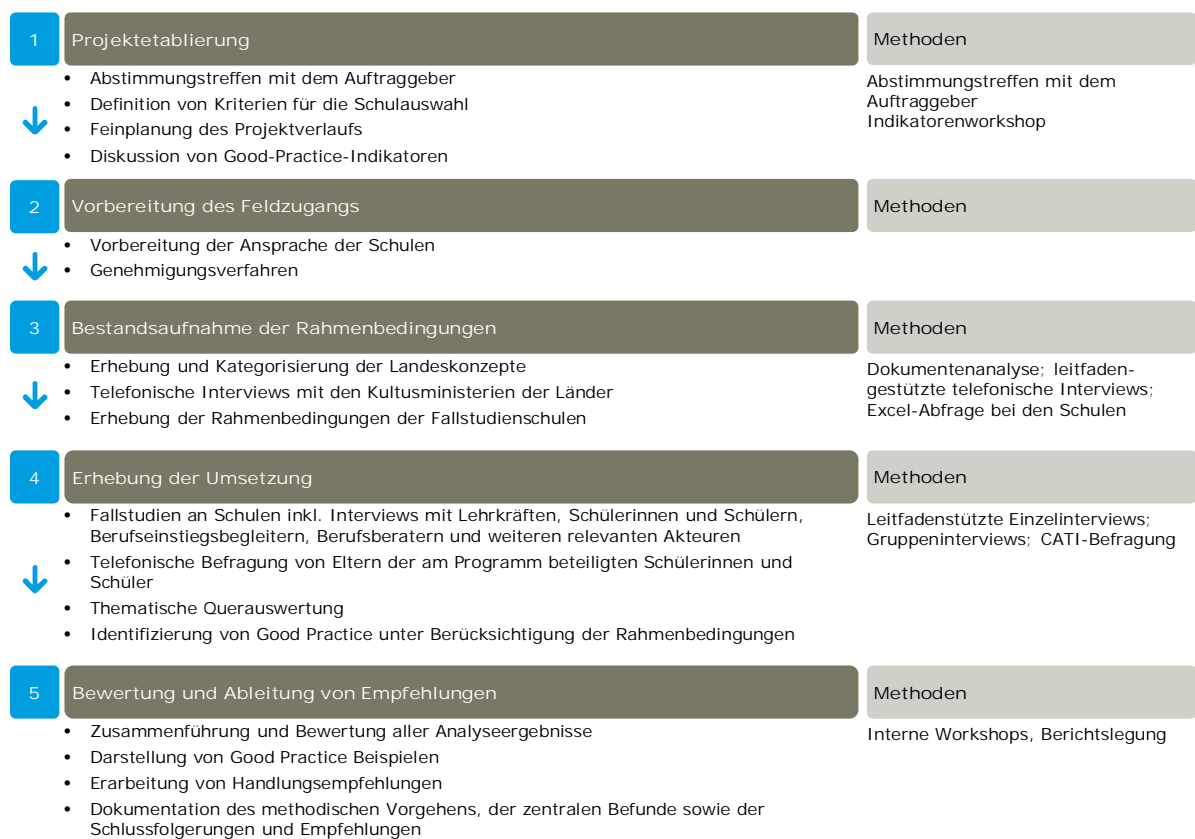 1
Projektetablierung
Methoden
• Abstimmungstreffen mit dem Auftraggeber
• Definition von Kriterien für die Schulauswahl
• Feinplanung des Projektverlaufs
• Diskussion von Good-Practice-Indikatoren
Abstimmungstreffen mit dem
Auftraggeber
Indikatorenworkshop
2
Vorbereitung des Feldzugangs
Methoden
• Vorbereitung der Ansprache der Schulen
• Genehmigungsverfahren
3
Bestandsaufnahme der Rahmenbedingungen
Methoden
• Erhebung und Kategorisierung der Landeskonzepte
• Telefonische Interviews mit den Kultusministerien der Länder
• Erhebung der Rahmenbedingungen der Fallstudienschulen
Dokumentenanalyse; leitfaden-
gestützte telefonische Interviews;
Excel-Abfrage bei den Schulen
4
Erhebung der Umsetzung
Methoden
• Fallstudien an Schulen inkl. Interviews mit Lehrkräften, Schülerinnen und Schülern,
Berufseinstiegsbegleitern, Berufsberatern und weiteren relevanten Akteuren
• Telefonische Befragung von Eltern der am Programm beteiligten Schülerinnen und
Schüler
• Thematische Querauswertung
• Identifizierung von Good Practice unter Berücksichtigung der Rahmenbedingungen
Leitfadenstützte Einzelinterviews;
Gruppeninterviews; CATI-Befragung
5
Bewertung und Ableitung von Empfehlungen
Methoden
• Zusammenführung und Bewertung aller Analyseergebnisse
• Darstellung von Good Practice Beispielen
• Erarbeitung von Handlungsempfehlungen
• Dokumentation des methodischen Vorgehens, der zentralen Befunde sowie der
Schlussfolgerungen und Empfehlungen
Interne Workshops, Berichtslegung